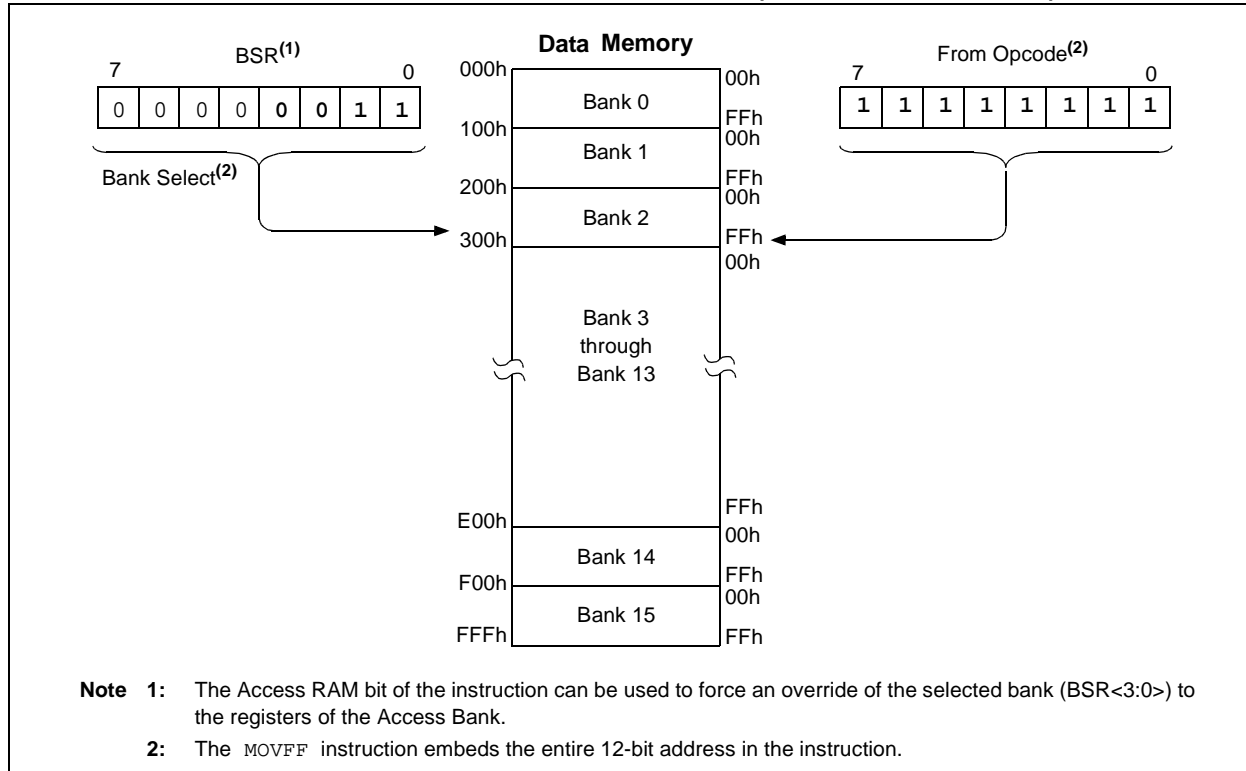 Data Memory
BSR(1)
7 0
0 0 0 0 0 0 1 1
Bank Select(2)
From Opcode(2)
7 0
1 1 1 1 1 1 1 1
000h 00h
Bank 0
FFh
100h 00h
Bank 1
FFh
200h 00h
Bank 2
FFh
300h 00h
Bank 3
through
Bank 13
FFh
E00h 00h
Bank 14
FFh
F00h 00h
Bank 15
FFFh FFh
Note 1: The Access RAM bit of the instruction can be used to force an override of the selected bank (BSR<3:0>) to
the registers of the Access Bank.
2: The MOVFF instruction embeds the entire 12-bit address in the instruction.